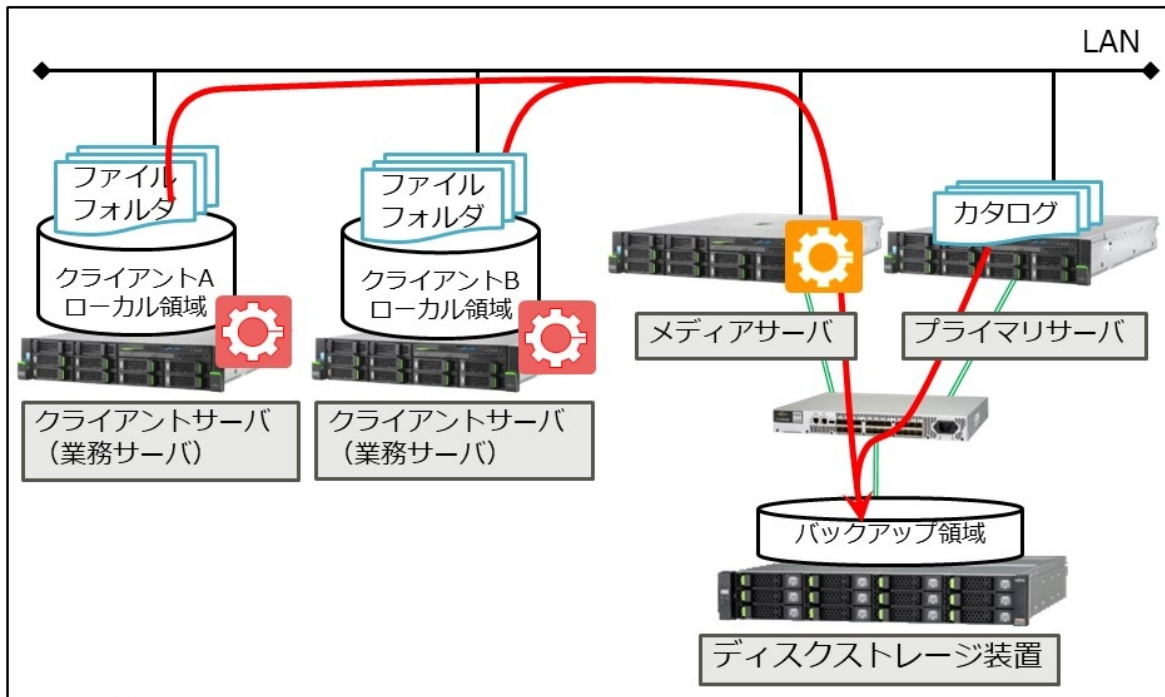 LAN
ファイル
フォルダ
クライアントA
ローカル領域
クライアントサーバ
（業務サーバ）
ファイル
フォルダ
クライアントB
ローカル領域
クライアントサーバ
（業務サーバ）
メディアサーバ
カタログ
プライマリサーバ
バックアップ領域
ディスクストレージ装置